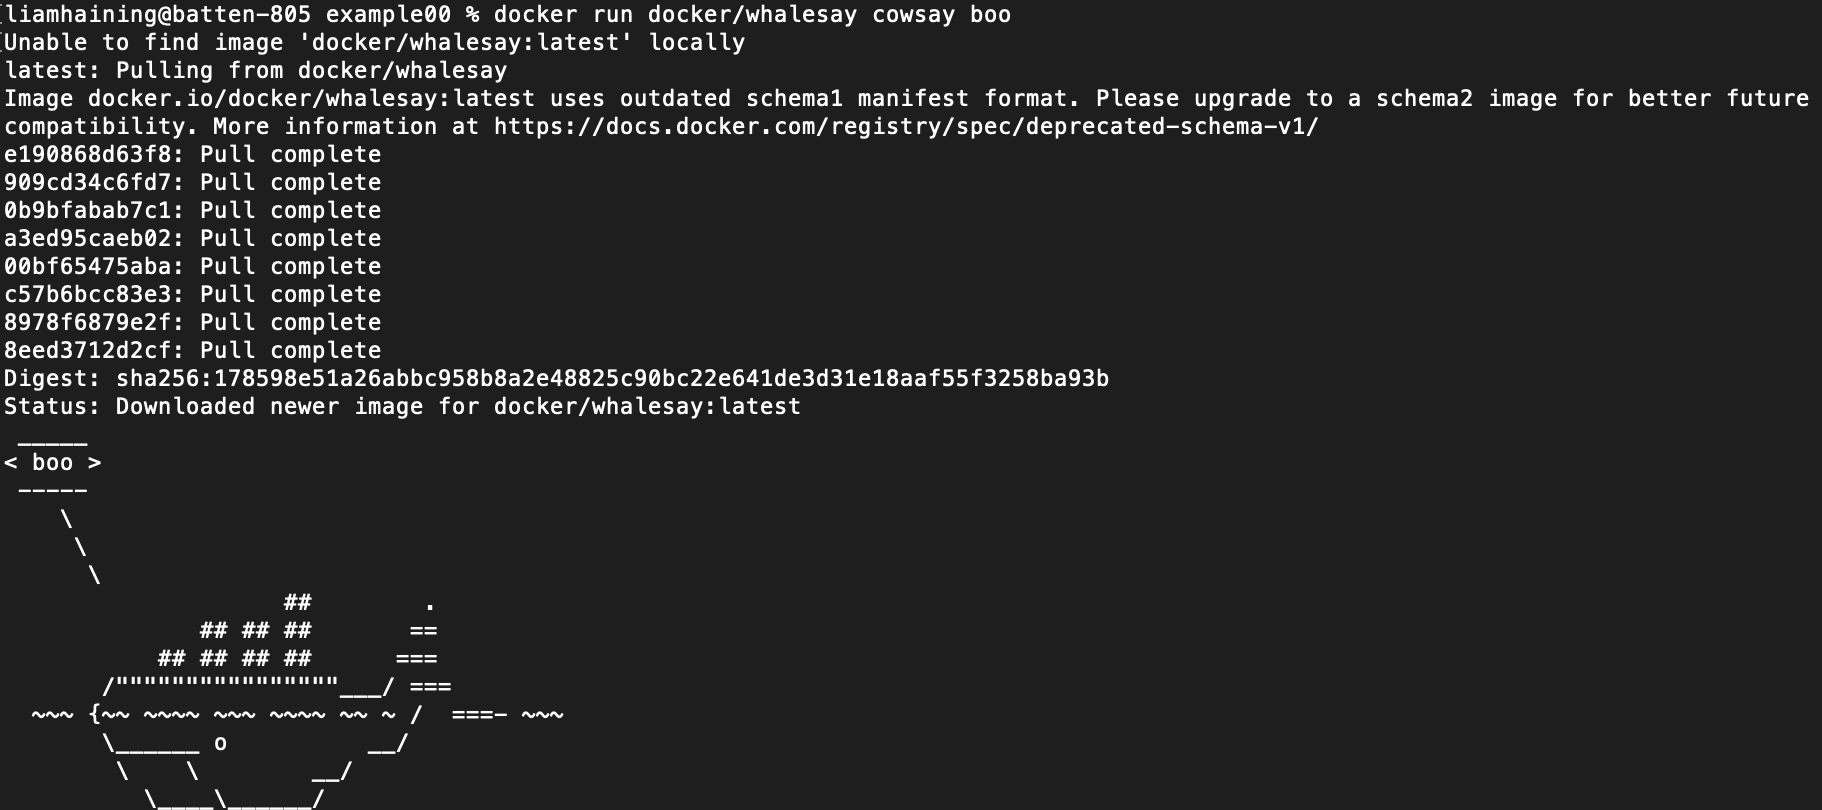 liamhaining@batten-805 example00 % docker run docker/whalesay cowsay boo
Unable to find image 'docker/whalesay:latest' locally
latest: Pulling from docker/whalesay
Image docker.io/docker/whalesay:latest uses outdated schema1 manifest format. Please upgrade to a schema2 image for better future
compatibility. More information at https://docs.docker.com/registry/spec/deprecated-schema-v1/
e190868d63f8: Pull complete
909cd34c6fd7: Pull complete
0b9bfabab7c1: Pull complete
a3ed95caeb02: Pull complete
00bf65475aba: Pull complete
c57b6bcc83e3: Pull complete
8978f6879e2f: Pull complete
8eed3712d2cf: Pull complete
Digest: sha256:178598e51a26abbc958b8a2e48825c90bc22e641de3d31e18aaf55f3258ba93b
Status: Downloaded newer image for docker/whalesay:latest
 _____
< boo >
 -----
    \
     \
      \
                    ##        .
              ## ## ##       ==
           ## ## ## ##      ===
       /""""""""""""""""___/ ===
  ~~~ {~~ ~~~~ ~~~ ~~~~ ~~ ~ /  ===- ~~~
       \______ o          __/
        \    \        __/
          \____\______/